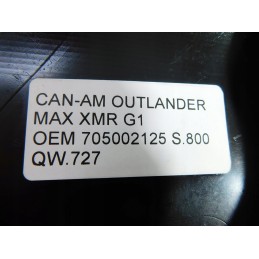 CAN-AM OUTLANDER
MAX XMR G1
OEM 705002125 S.800
QW.727